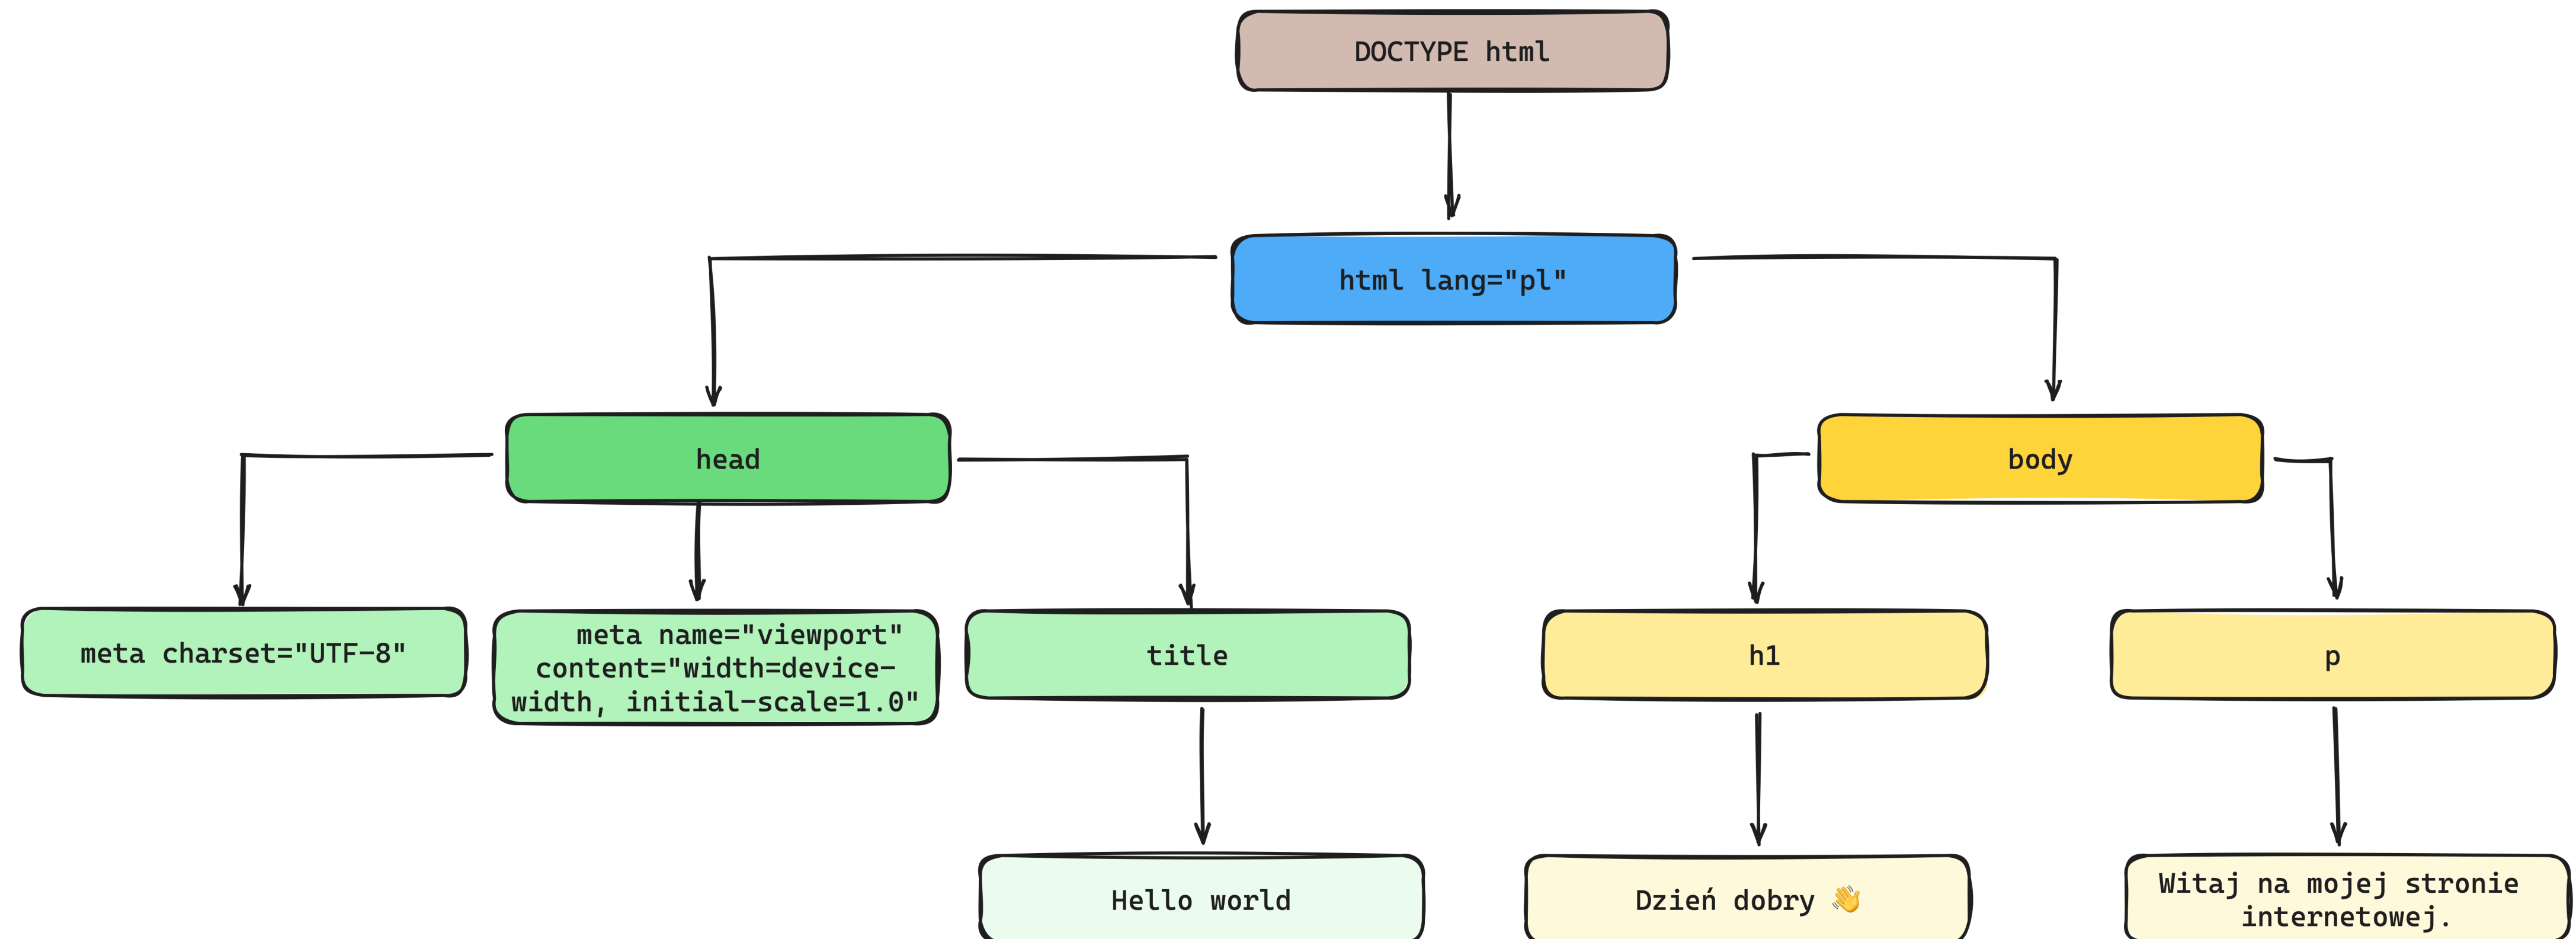 DOCTYPE html
html lang="pl"
head
body
meta charset="UTF-8"
meta name="viewport"
content="width=device-
width, initial-scale=1.0"
title
h1
p
Hello world
Dzień dobry 👋
Witaj na mojej stronie
internetowej.